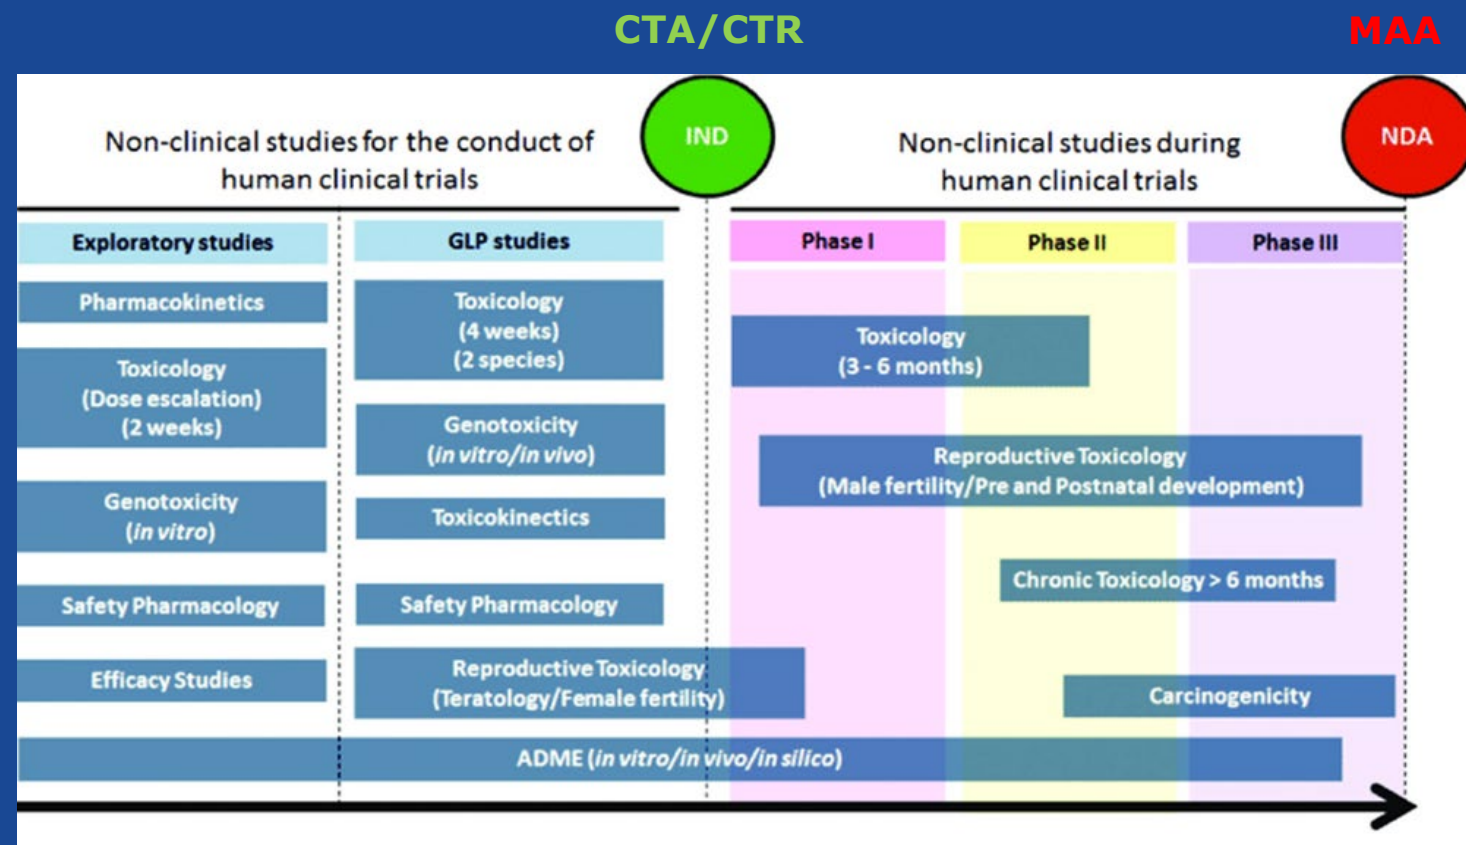 CTA/CTR
MAA
Non-clinical studies for the conduct of
human clinical trials
IND
Non-clinical studies during
human clinical trials
NDA
Exploratory studies
GLP studies
Phase I
Phase II
Phase III
Pharmacokinetics
Toxicology
(Dose escalation)
(2 weeks)
Genotoxicity
(in vitro)
Safety Pharmacology
Efficacy Studies
Toxicology
(4 weeks)
(2 species)
Genotoxicity
(in vitro/in vivo)
Toxicokinectics
Safety Pharmacology
Reproductive Toxicology
(Teratology/Female fertility)
Toxicology
(3 - 6 months)
Reproductive Toxicology
(Male fertility/Pre and Postnatal development)
Chronic Toxicology > 6 months
Carcinogenicity
ADME (in vitro/in vivo/in silico)